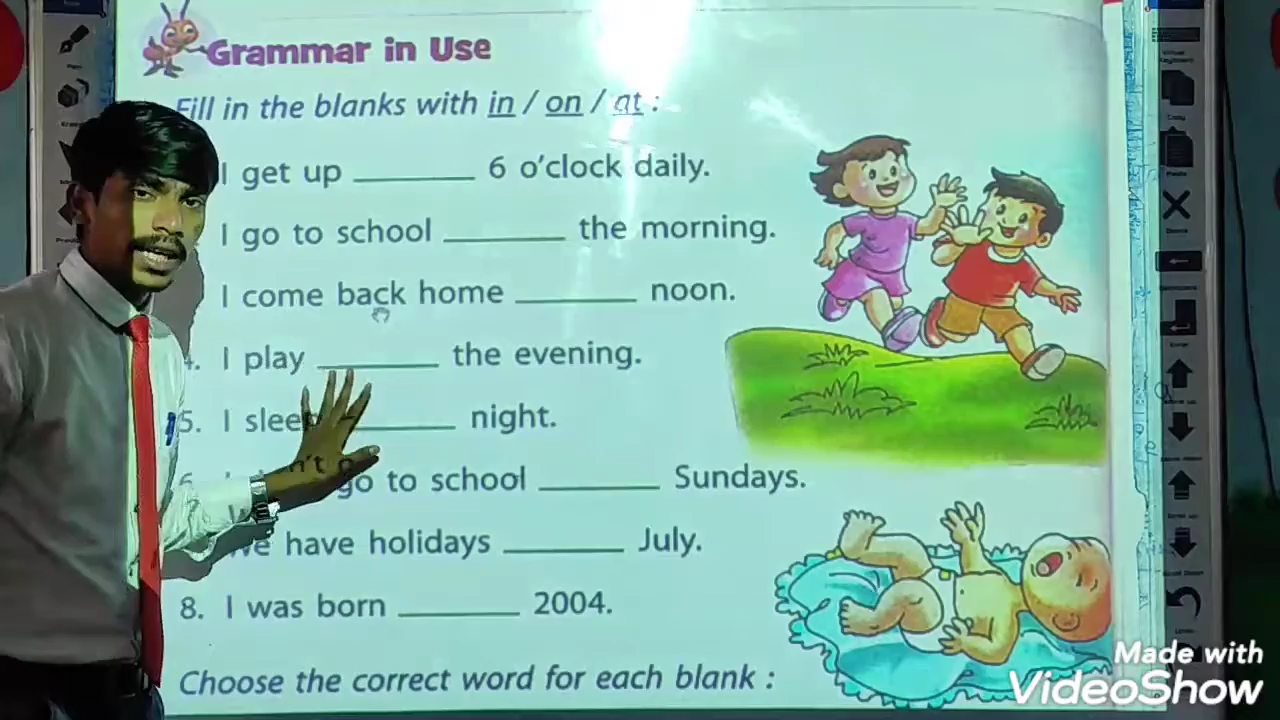 Grammar in Use
Fill in the blanks with in / on / at :
I get up ________ 6 o'clock daily.
I go to school ________ the morning.
I come back home ________ noon.
4. I play ________ the evening.
5. I sleep ________ night.
6. go to school ________ Sundays.
We have holidays ________ July.
8. I was born ________ 2004.
Choose the correct word for each blank :
Made with
VideoShow